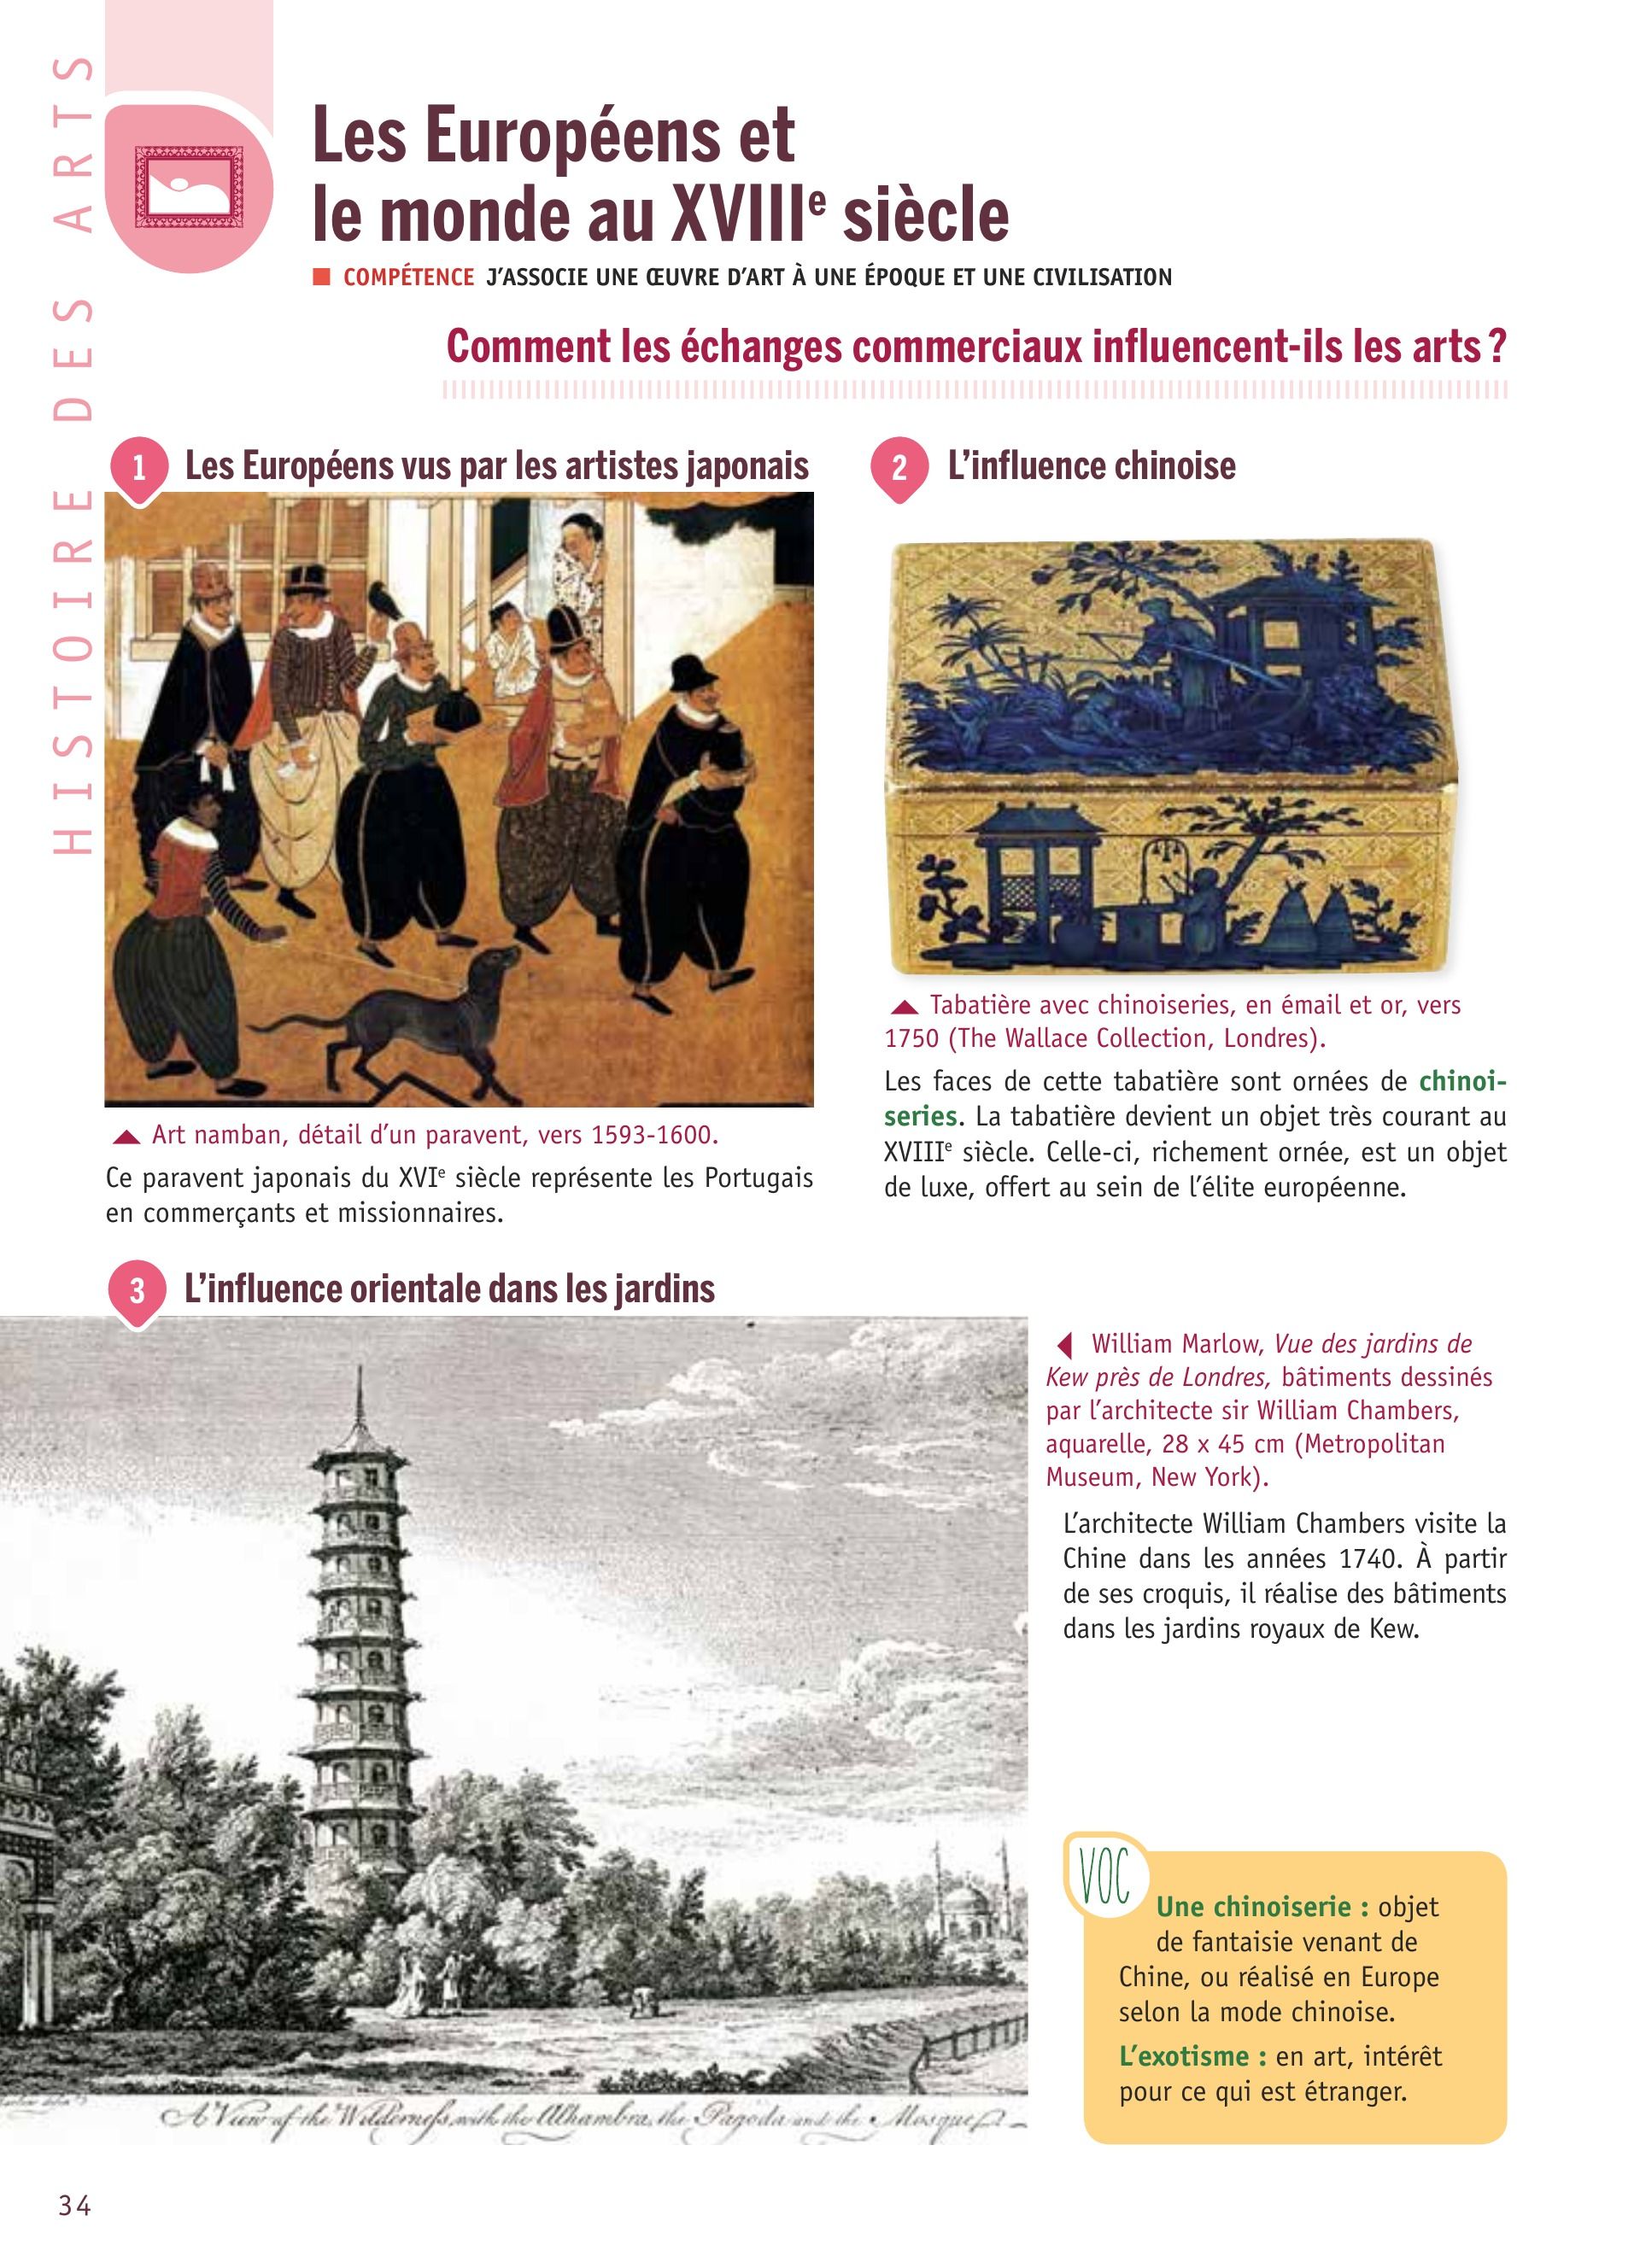 HISTOIRE DES ARTS
Les Européens et
le monde au XVIIIe siècle
COMPÉTENCE J’ASSOCIE UNE ŒUVRE D’ART À UNE ÉPOQUE ET UNE CIVILISATION
Comment les échanges commerciaux influencent-ils les arts ?
1 Les Européens vus par les artistes japonais
Art namban, détail d’un paravent, vers 1593-1600.
Ce paravent japonais du XVIe siècle représente les Portugais
en commerçants et missionnaires.
2 L’influence chinoise
Tabatière avec chinoiseries, en émail et or, vers
1750 (The Wallace Collection, Londres).
Les faces de cette tabatière sont ornées de chinoi-
series. La tabatière devient un objet très courant au
XVIIIe siècle. Celle-ci, richement ornée, est un objet
de luxe, offert au sein de l’élite européenne.
3 L’influence orientale dans les jardins
A View of the Wilderness, with the Alhambra, the Pagoda and the Mosque
William Marlow, Vue des jardins de
Kew près de Londres, bâtiments dessinés
par l’architecte sir William Chambers,
aquarelle, 28 x 45 cm (Metropolitan
Museum, New York).
L’architecte William Chambers visite la
Chine dans les années 1740. À partir
de ses croquis, il réalise des bâtiments
dans les jardins royaux de Kew.
VOC
Une chinoiserie : objet
de fantaisie venant de
Chine, ou réalisé en Europe
selon la mode chinoise.
L’exotisme : en art, intérêt
pour ce qui est étranger.
34